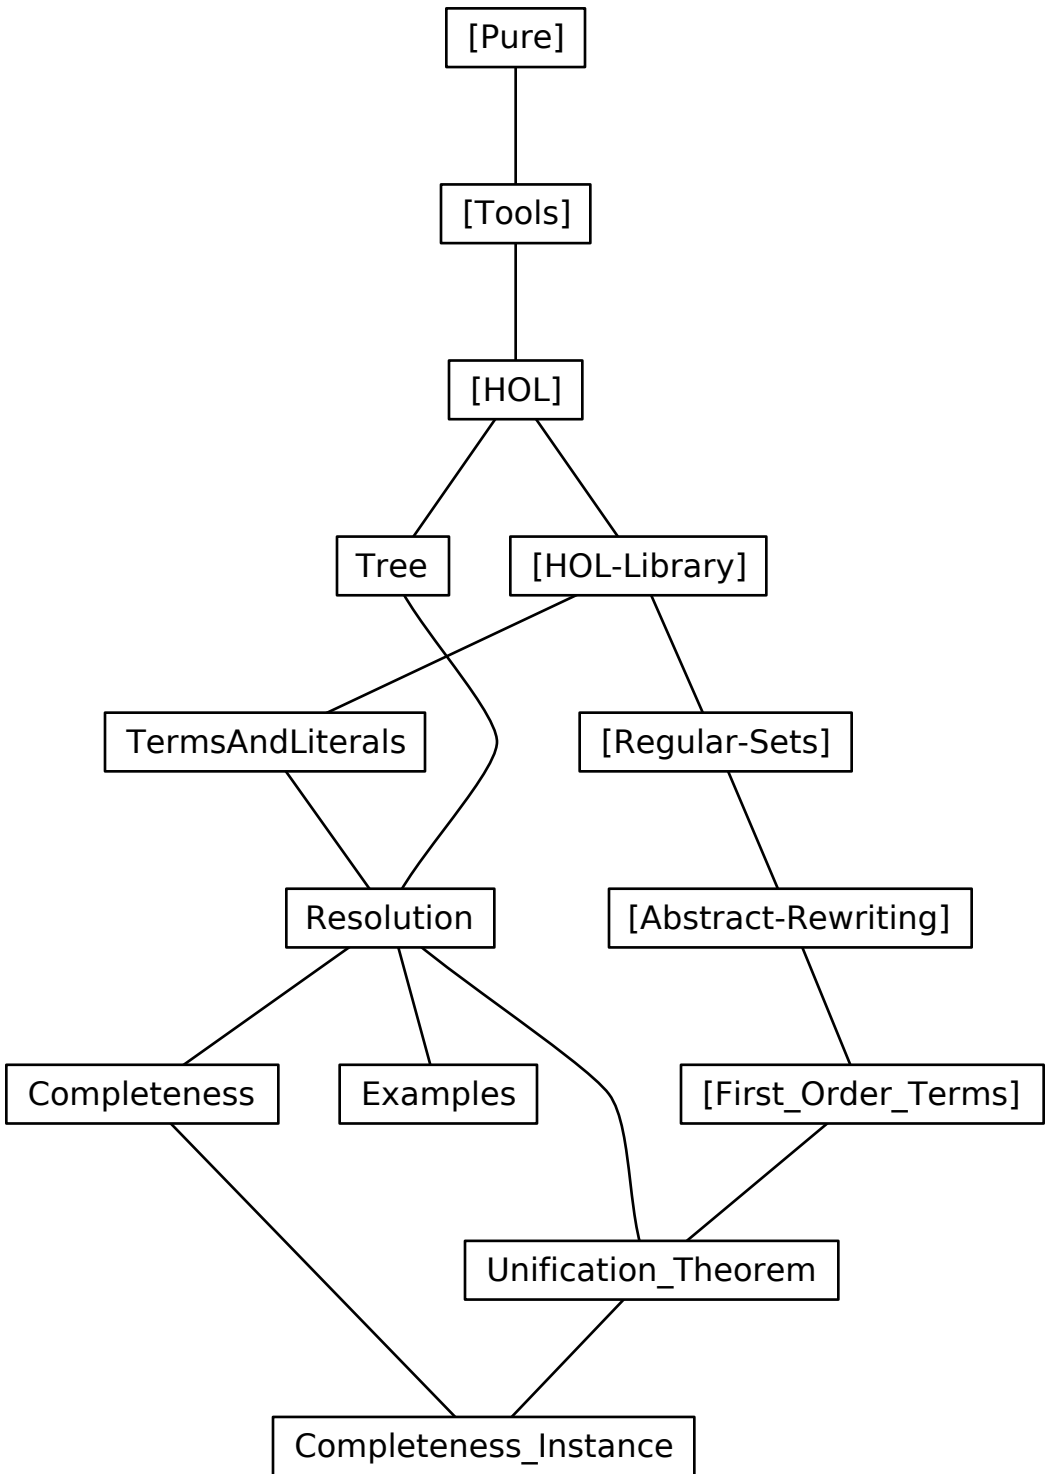 [Pure]
[Tools]
[HOL]
Tree
[HOL-Library]
TermsAndLiterals
[Regular-Sets]
Resolution
[Abstract-Rewriting]
Completeness
Examples
[First_Order_Terms]
Unification_Theorem
Completeness_Instance